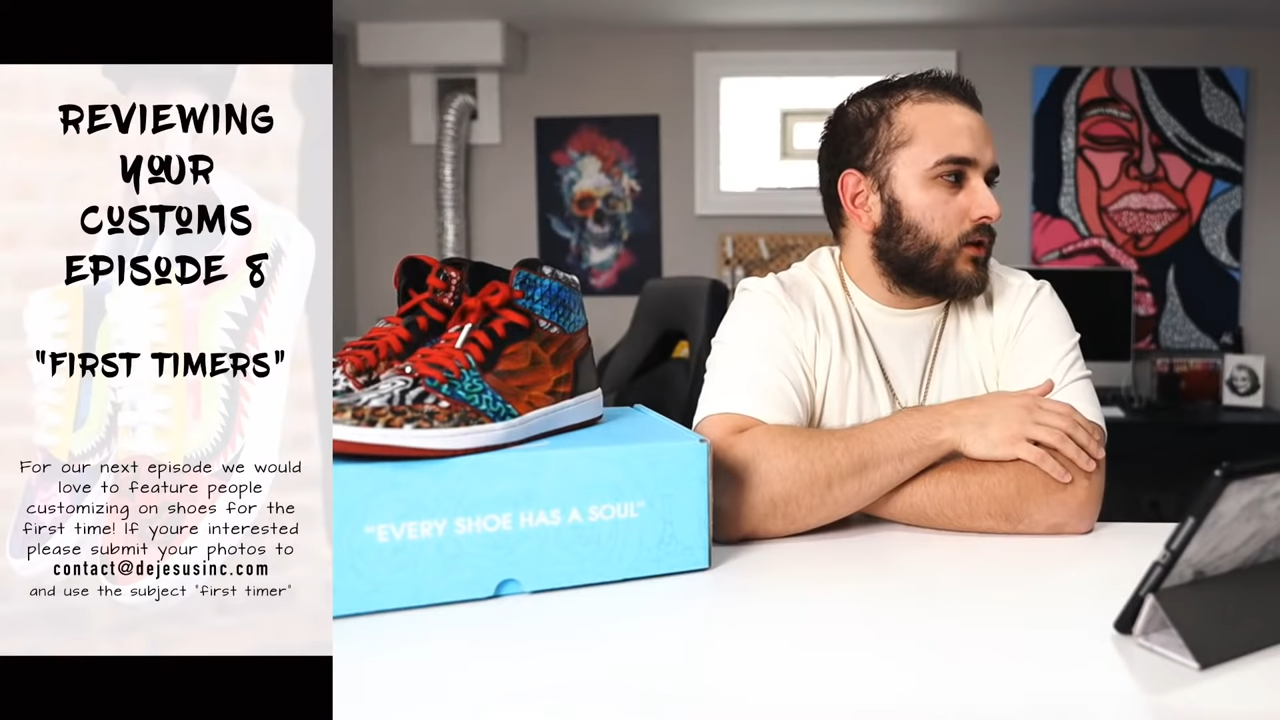 REVIEWING
YOUR
CUSTOMS
EPISODE 8
"FIRST TIMERS"
For our next episode we would
love to feature people
customizing on shoes for the
first time! If youre interested
please submit your photos to
contact@dejesusinc.com
and use the subject "first timer"
"EVERY SHOE HAS A SOUL"